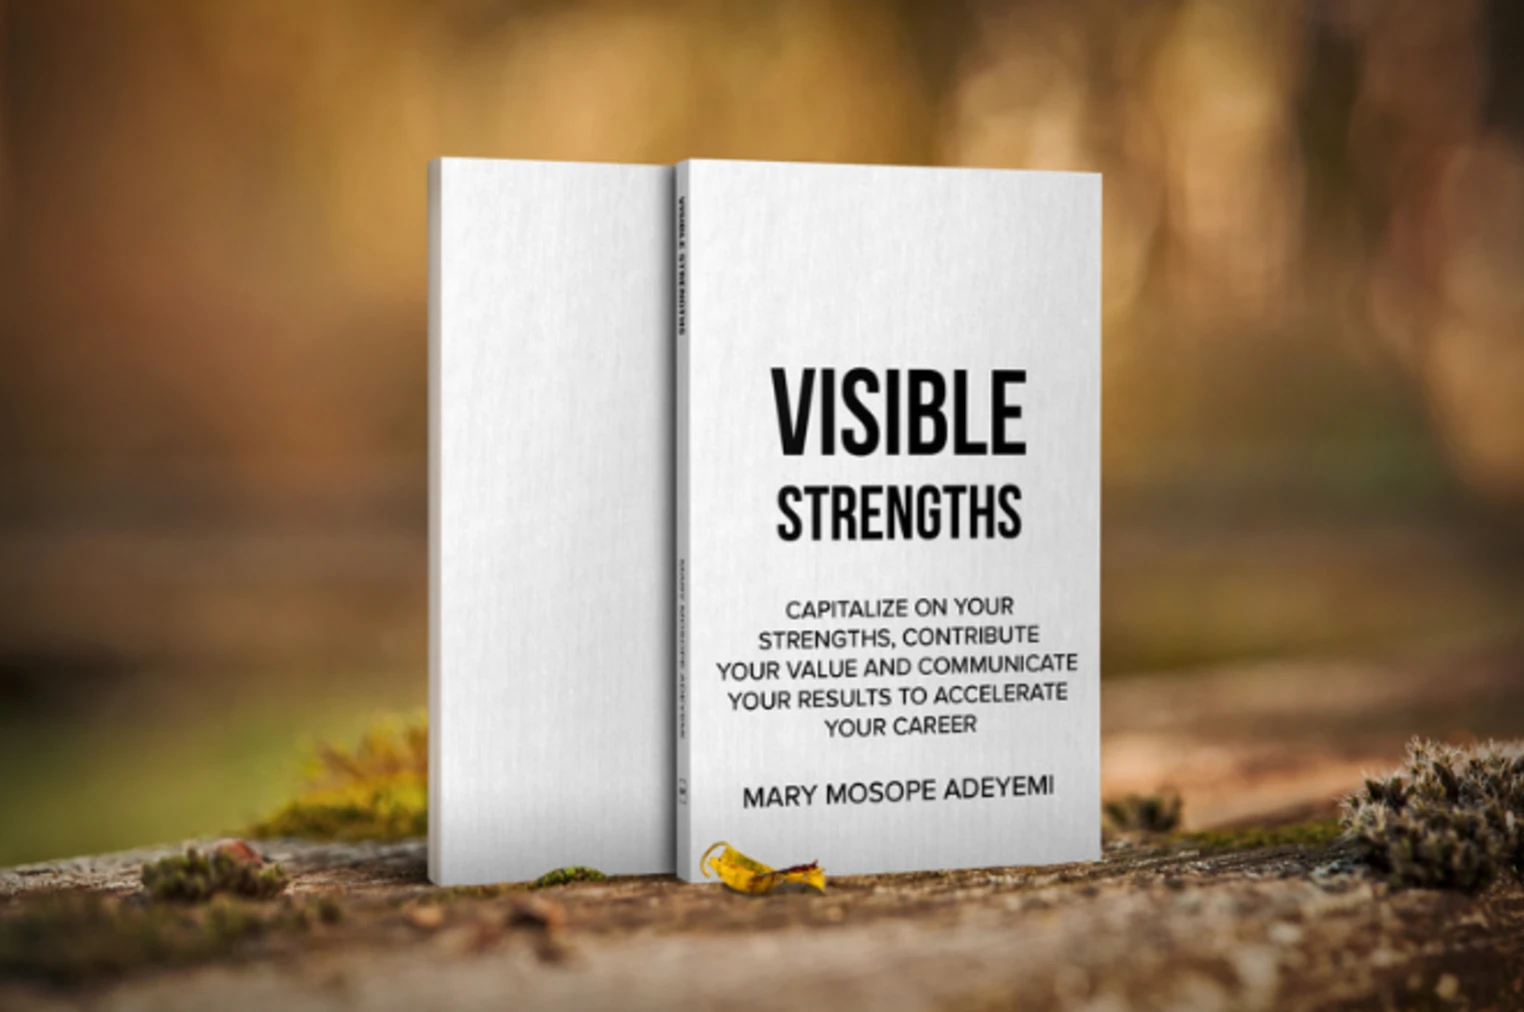 VISIBLE STRENGTHS
MARY MOSOPE ADEYEMI
VISIBLE
STRENGTHS
CAPITALIZE ON YOUR
STRENGTHS, CONTRIBUTE
YOUR VALUE AND COMMUNICATE
YOUR RESULTS TO ACCELERATE
YOUR CAREER
MARY MOSOPE ADEYEMI